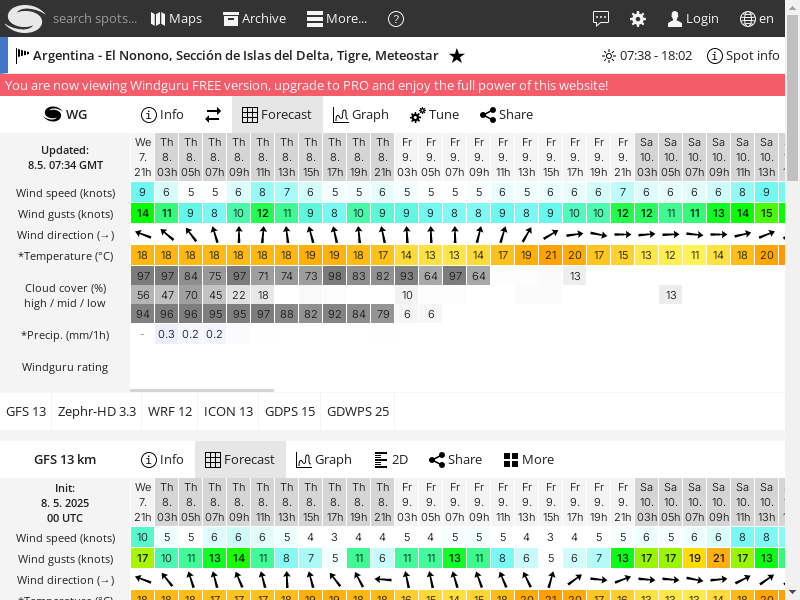 search spots... Maps Archive More... ? Login en
Argentina - El Nonono, Sección de Islas del Delta, Tigre, Meteostar 07:38 - 18:02 Spot info
You are now viewing Windguru FREE version, upgrade to PRO and enjoy the full power of this website!
WG Info Forecast Graph Tune Share
Updated:
8.5. 07:34 GMT
We Th Th Th Th Th Th Th Th Th Th Fr Fr Fr Fr Fr Fr Fr Fr Fr Fr Sa Sa Sa Sa Sa Sa
7. 8. 8. 8. 8. 8. 8. 8. 8. 8. 8. 9. 9. 9. 9. 9. 9. 9. 9. 9. 9. 10. 10. 10. 10. 10. 10.
21h 03h 05h 07h 09h 11h 13h 15h 17h 19h 21h 03h 05h 07h 09h 11h 13h 15h 17h 19h 21h 03h 05h 07h 09h 11h 13h
Wind speed (knots) 9 6 5 5 6 8 7 6 5 5 6 5 5 5 5 6 5 6 6 6 7 6 6 6 6 8 9
Wind gusts (knots) 14 11 9 8 10 12 11 9 8 10 9 9 9 8 8 9 8 9 10 10 12 12 11 11 13 14 15
Wind direction (→)
*Temperature (°C) 18 18 18 18 18 18 18 19 19 18 17 14 13 13 14 17 19 21 20 17 15 13 12 11 14 18 20
Cloud cover (%)
high / mid / low
97 97 84 75 97 71 74 73 98 83 82 93 64 97 64 13
56 47 70 45 22 18 10 13
94 96 96 95 95 97 88 82 92 84 79 6 6
*Precip. (mm/1h) - 0.3 0.2 0.2
Windguru rating
GFS 13 Zephr-HD 3.3 WRF 12 ICON 13 GDPS 15 GDWPS 25
GFS 13 km Info Forecast Graph 2D Share More
Init:
8. 5. 2025
00 UTC
We Th Th Th Th Th Th Th Th Th Th Fr Fr Fr Fr Fr Fr Fr Fr Fr Fr Sa Sa Sa Sa Sa Sa
7. 8. 8. 8. 8. 8. 8. 8. 8. 8. 8. 9. 9. 9. 9. 9. 9. 9. 9. 9. 9. 10. 10. 10. 10. 10. 10.
21h 03h 05h 07h 09h 11h 13h 15h 17h 19h 21h 03h 05h 07h 09h 11h 13h 15h 17h 19h 21h 03h 05h 07h 09h 11h 13h
Wind speed (knots) 10 5 5 6 6 6 5 4 3 4 4 5 4 5 5 5 4 3 4 5 5 6 5 6 6 8 8
Wind gusts (knots) 17 10 11 13 14 11 8 7 5 11 6 11 11 13 11 8 6 5 6 7 13 17 17 19 21 17 13
Wind direction (→)
*Temperature (°C)